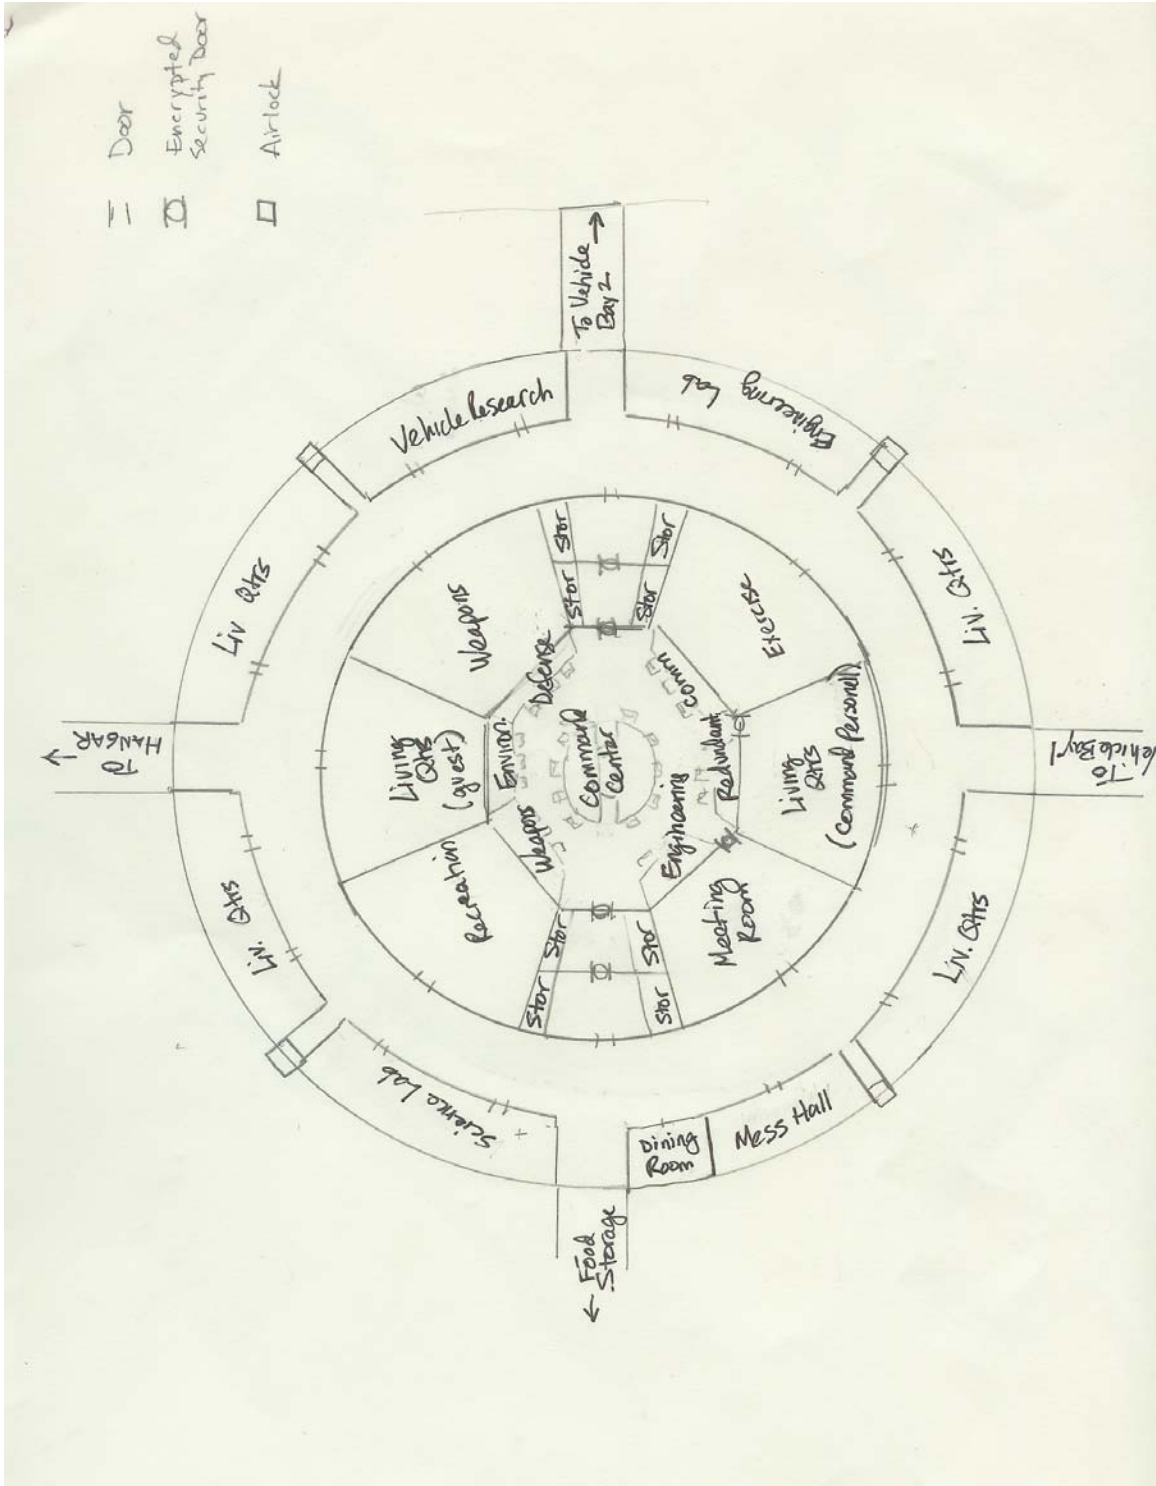 Door
Encrypted
Security Door
Airlock
To Vehicle
Bay 2
Vehicle Research
Engineering
Lab
Liv Qtrs
Liv. Qtrs
Stor
Stor
Stor
Stor
Weapons
Exercise
Defense
Comm
To
HANGAR
Living
Qtrs
(guest)
Environ.
Command
Center
Redundant
Living
Qtrs
(Command Personell)
To
Vehicle Bay 1
Weapons
Engineering
Recreation
Meeting
Room
Stor
Stor
Stor
Stor
Liv. Qtrs
Liv. Qtrs
Science Lab
Dining
Room
Mess Hall
Food
Storage